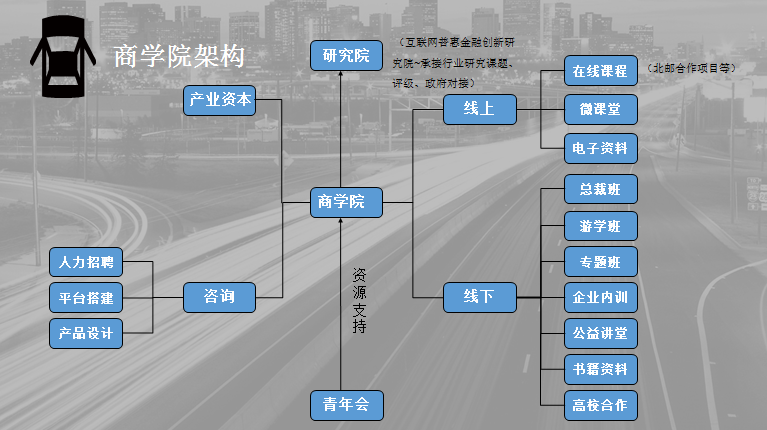 商学院架构
研究院
（互联网普惠金融创新研
究院~承接行业研究课题、
评级、政府对接）
产业资本
线上
在线课程
（北邮合作项目等）
微课堂
电子资料
商学院
总裁班
游学班
人力招聘
专题班
平台搭建
咨询
资源支持
线下
企业内训
产品设计
公益讲堂
书籍资料
青年会
高校合作